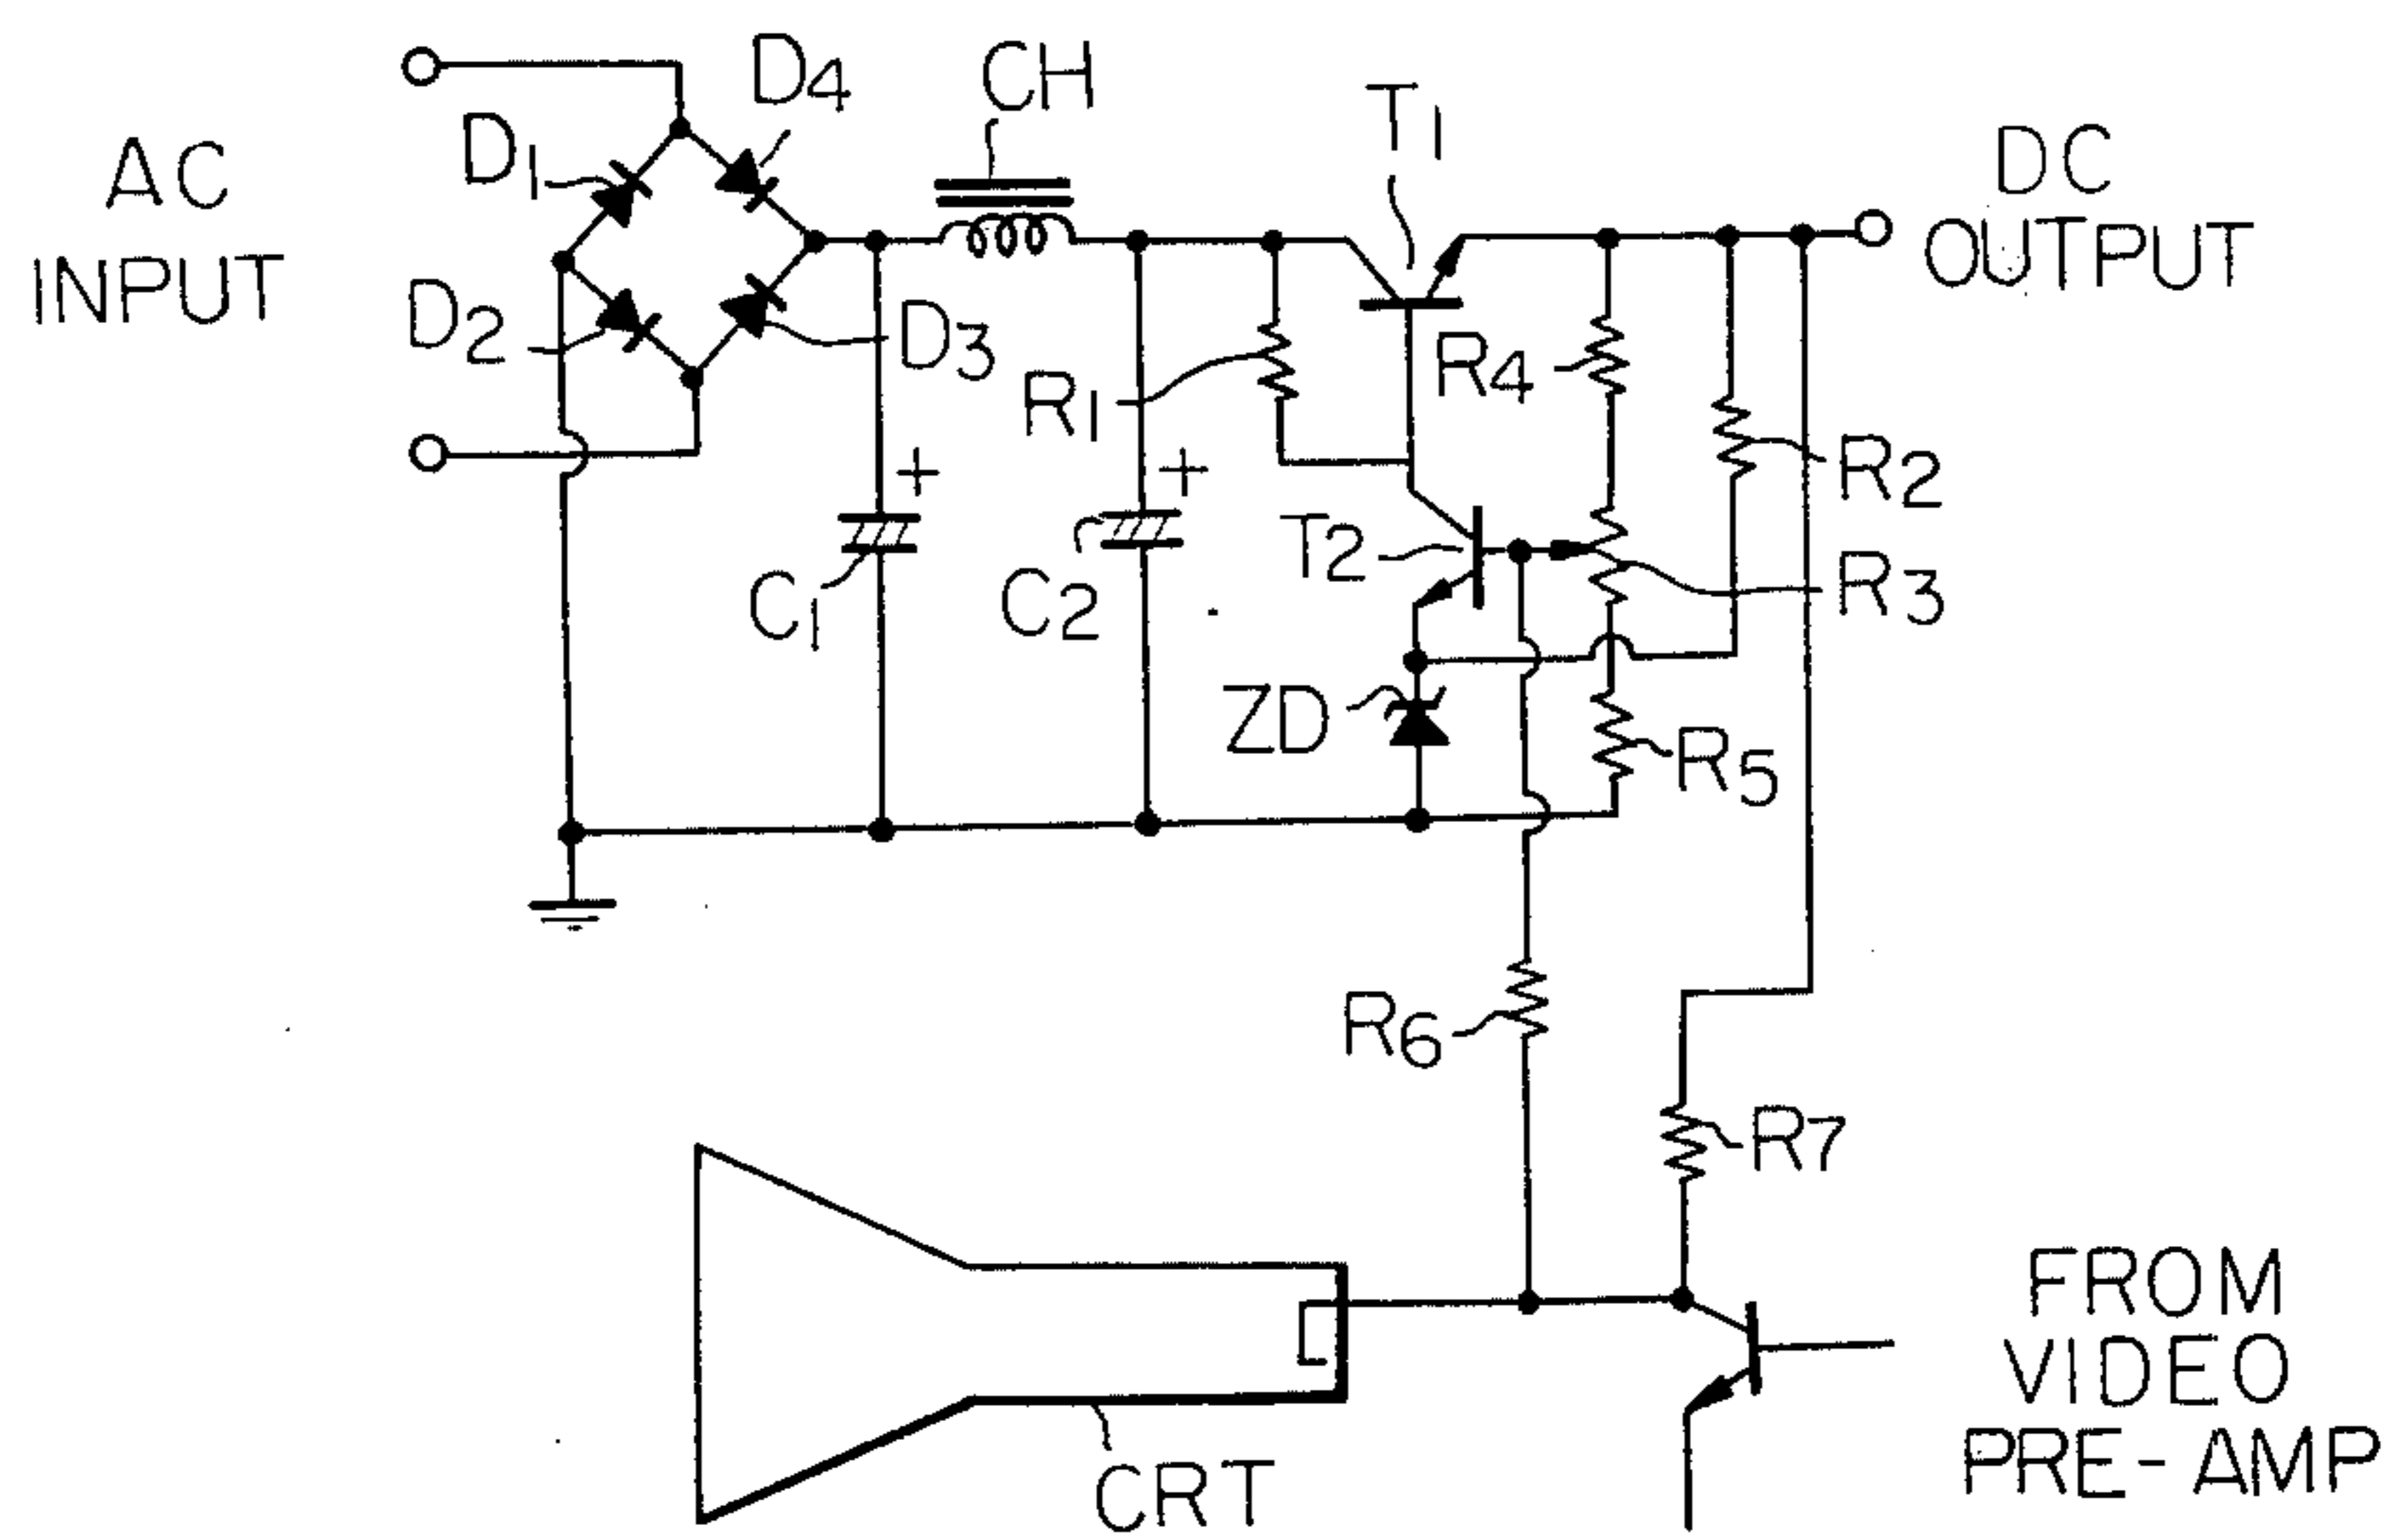 AC
INPUT
D1
D4
CH
T1
DC
OUTPUT
D2
D3
R1
R4
R2
+
+
C1
C2
T2
R3
ZD
R5
R6
R7
CRT
FROM
VIDEO
PRE-AMP